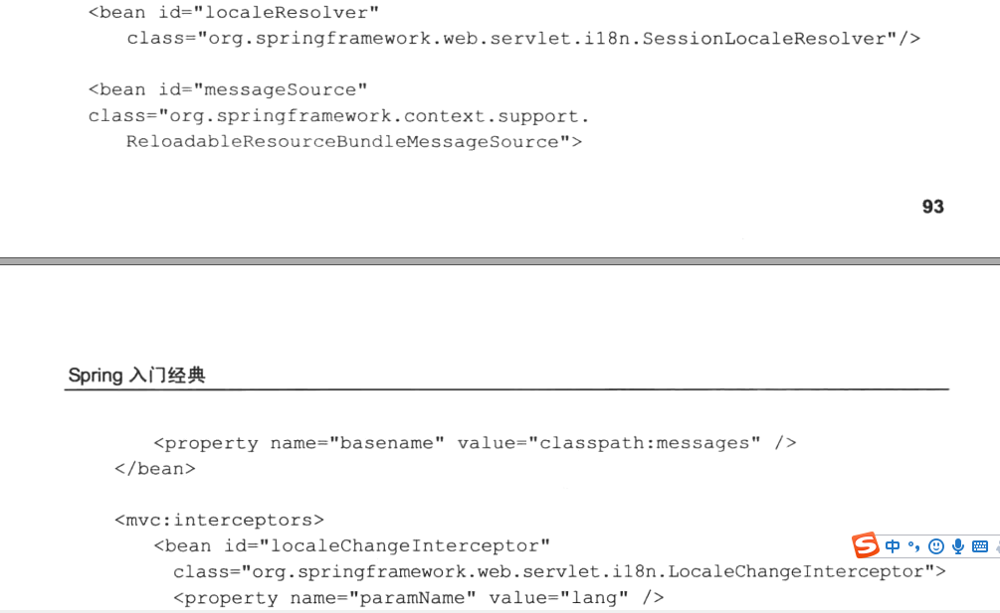 <bean id="localeResolver"
class="org.springframework.web.servlet.i18n.SessionLocaleResolver"/>
<bean id="messageSource"
class="org.springframework.context.support.
ReloadableResourceBundleMessageSource">
93
Spring 入门经典
<property name="basename" value="classpath:messages" />
</bean>
<mvc:interceptors>
<bean id="localeChangeInterceptor"
class="org.springframework.web.servlet.i18n.LocaleChangeInterceptor">
<property name="paramName" value="lang" />
S中